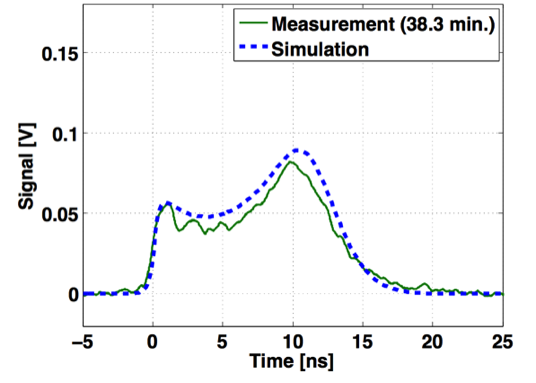 Measurement (38.3 min.)
Simulation
0.15
0.1
0.05
0
Signal [V]
−5 0 5 10 15 20 25
Time [ns]